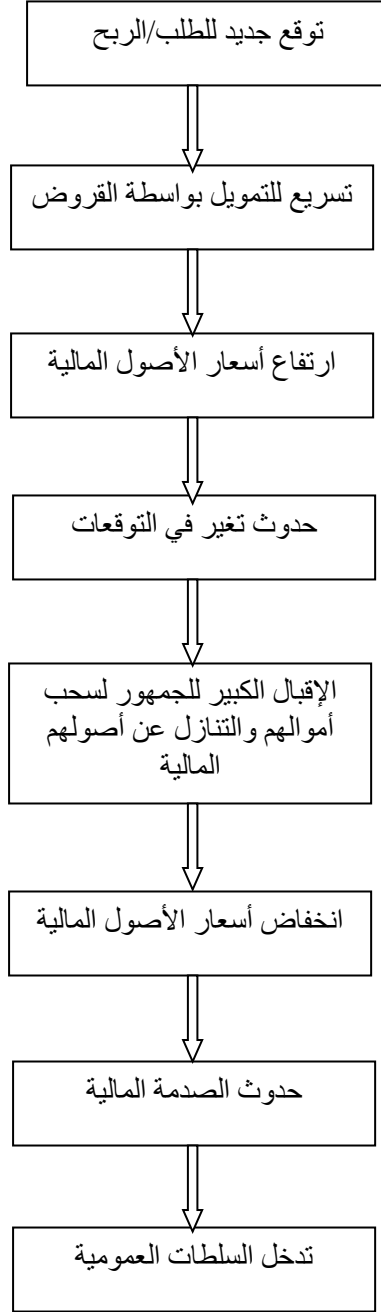 توقع جديد للطلب/الربح
تسريع للتمويل بواسطة القروض
ارتفاع أسعار الأصول المالية
حدوث تغير في التوقعات
الإقبال الكبير للجمهور لسحب
أموالهم والتنازل عن أصولهم
المالية
انخفاض أسعار الأصول المالية
حدوث الصدمة المالية
تدخل السلطات العمومية